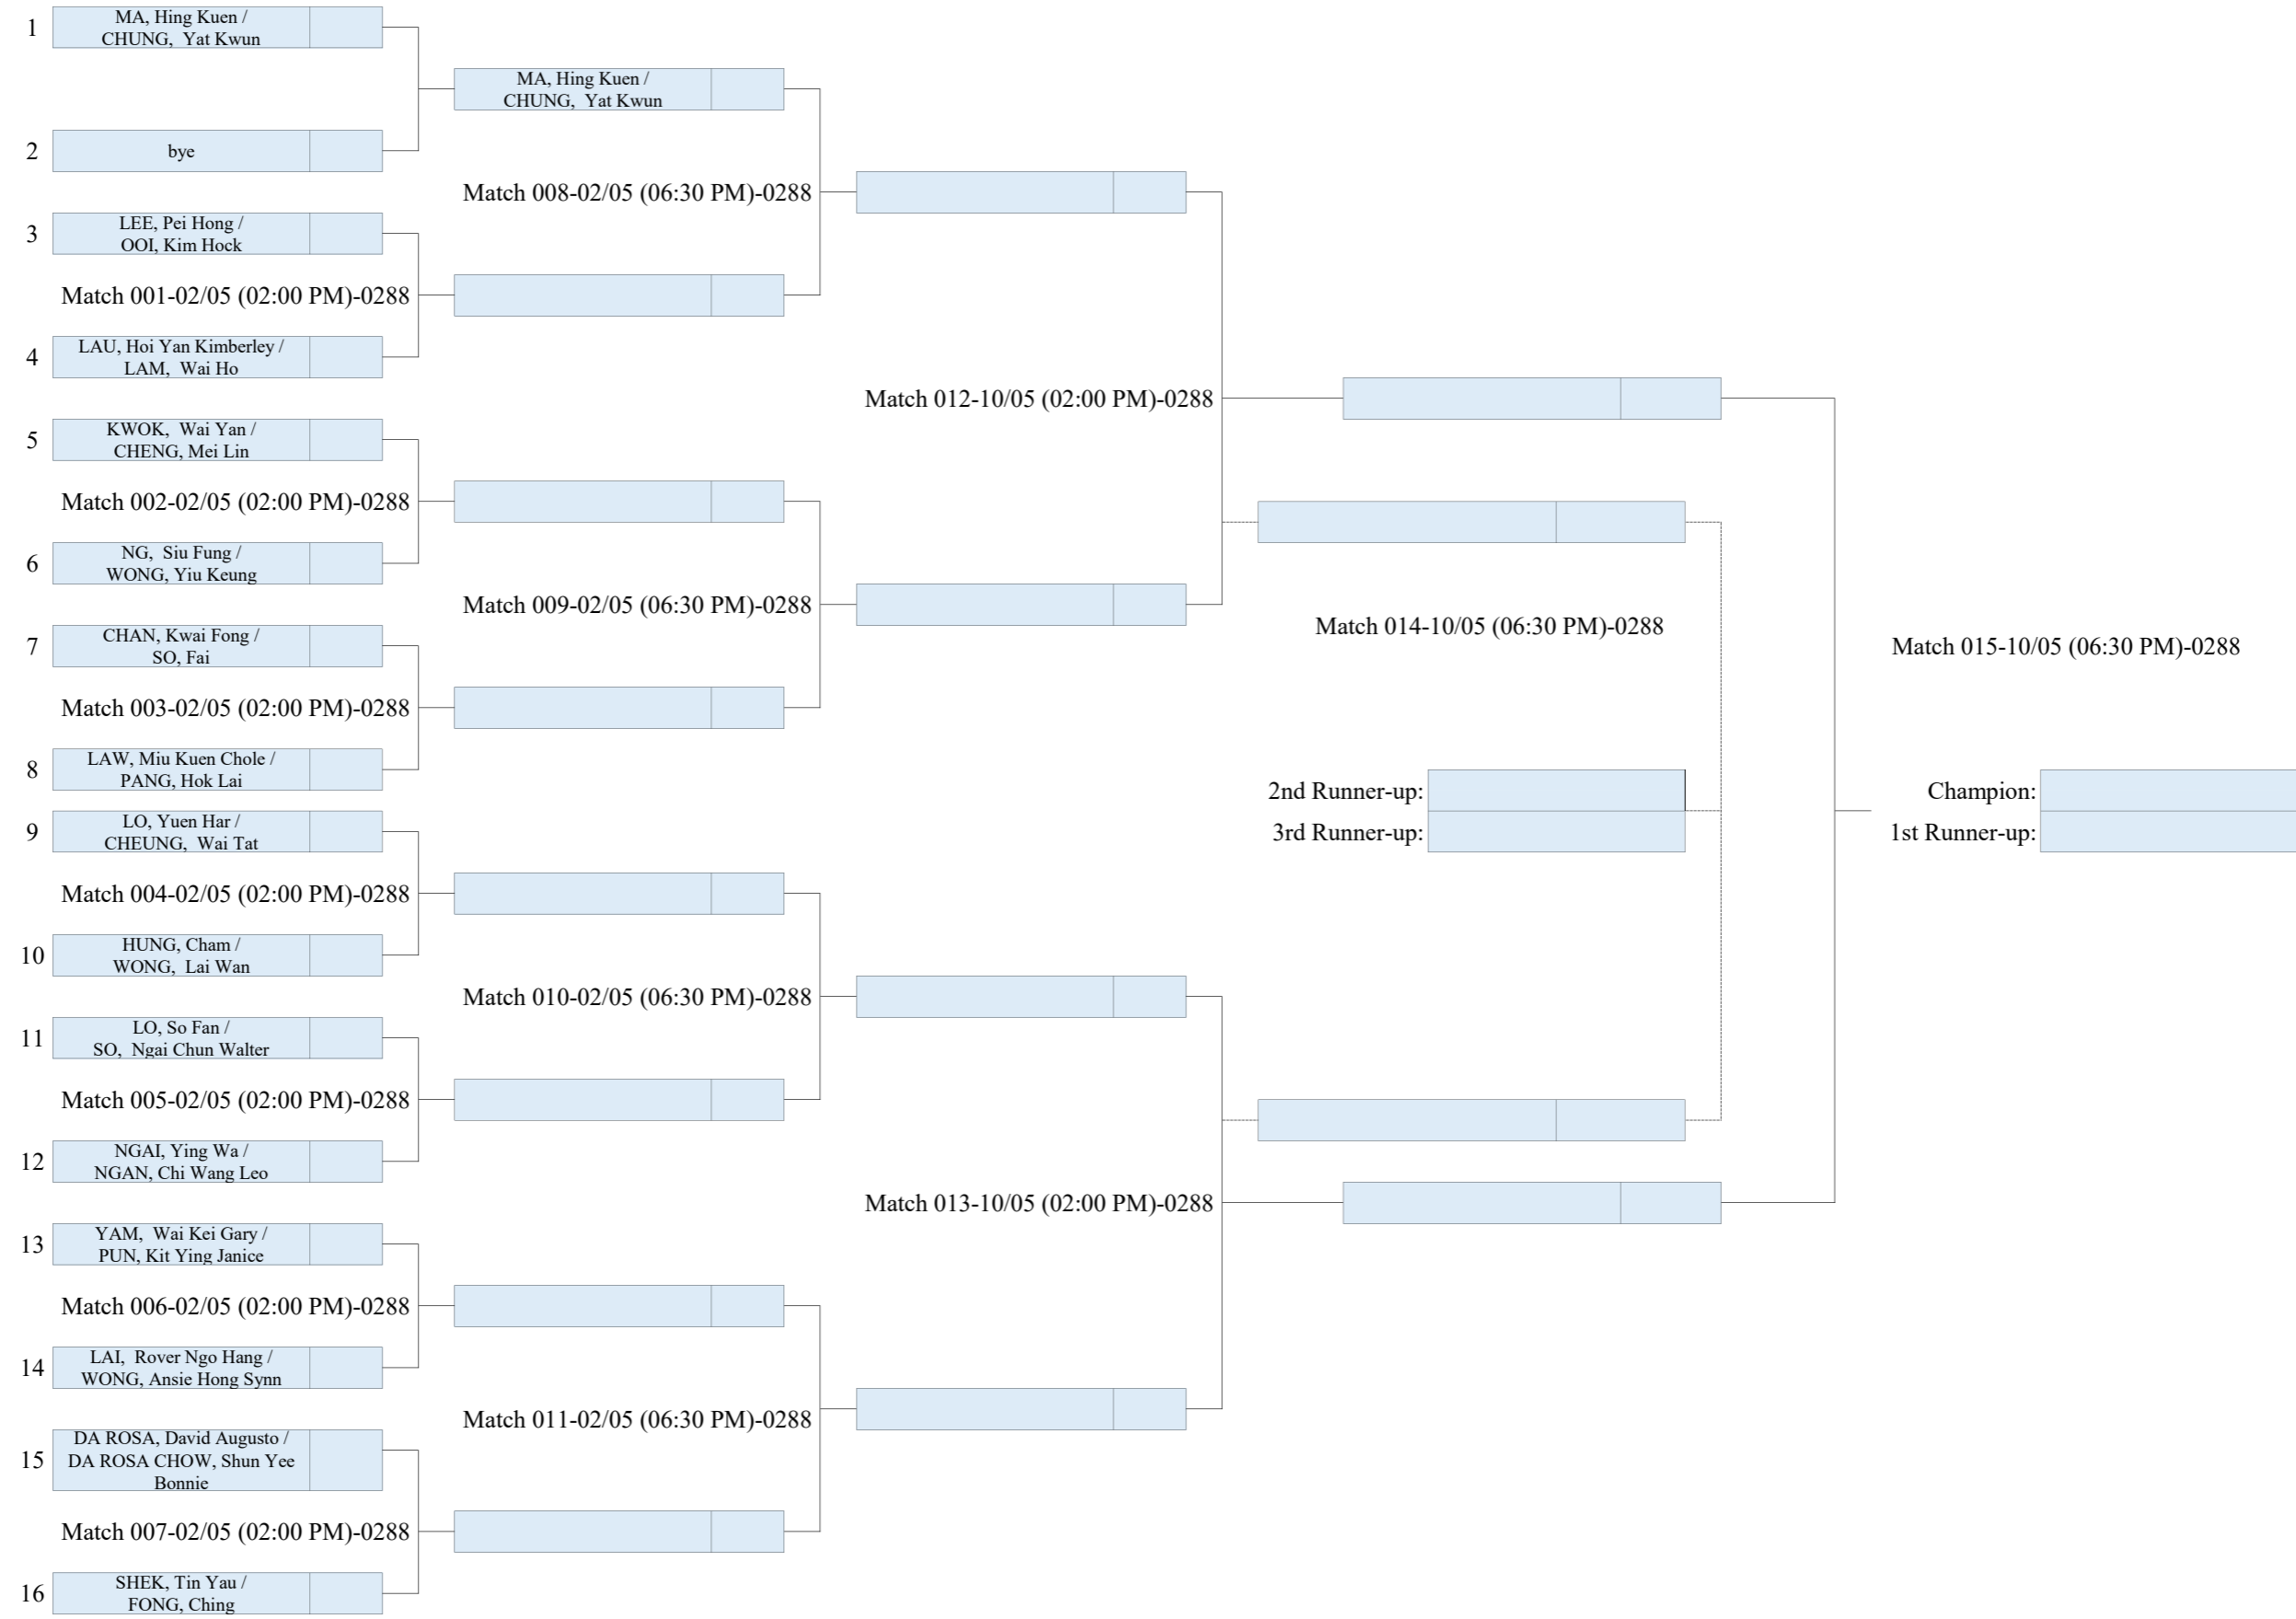 1
MA, Hing Kuen /
CHUNG,  Yat Kwun
MA, Hing Kuen /
CHUNG,  Yat Kwun
2
bye
Match 008-02/05 (06:30 PM)-0288
3
LEE, Pei Hong /
OOI, Kim Hock
Match 001-02/05 (02:00 PM)-0288
4
LAU, Hoi Yan Kimberley /
LAM,  Wai Ho
Match 012-10/05 (02:00 PM)-0288
5
KWOK,  Wai Yan /
CHENG, Mei Lin
Match 002-02/05 (02:00 PM)-0288
6
NG,  Siu Fung /
WONG, Yiu Keung
Match 009-02/05 (06:30 PM)-0288
Match 014-10/05 (06:30 PM)-0288
7
CHAN, Kwai Fong /
SO, Fai
Match 015-10/05 (06:30 PM)-0288
Match 003-02/05 (02:00 PM)-0288
8
LAW, Miu Kuen Chole /
PANG, Hok Lai
2nd Runner-up:
Champion:
9
LO, Yuen Har /
CHEUNG,  Wai Tat
3rd Runner-up:
1st Runner-up:
Match 004-02/05 (02:00 PM)-0288
10
HUNG, Cham /
WONG,  Lai Wan
Match 010-02/05 (06:30 PM)-0288
11
LO, So Fan /
SO,  Ngai Chun Walter
Match 005-02/05 (02:00 PM)-0288
12
NGAI, Ying Wa /
NGAN, Chi Wang Leo
Match 013-10/05 (02:00 PM)-0288
13
YAM,  Wai Kei Gary /
PUN, Kit Ying Janice
Match 006-02/05 (02:00 PM)-0288
14
LAI,  Rover Ngo Hang /
WONG, Ansie Hong Synn
Match 011-02/05 (06:30 PM)-0288
15
DA ROSA, David Augusto /
DA ROSA CHOW, Shun Yee
Bonnie
Match 007-02/05 (02:00 PM)-0288
16
SHEK, Tin Yau /
FONG, Ching